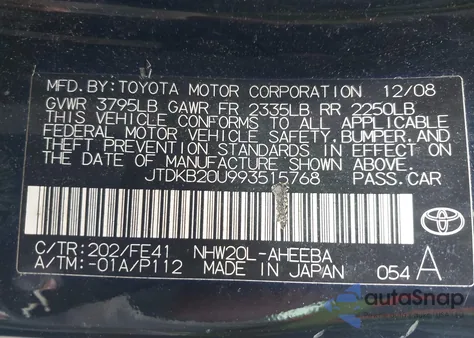 MFD.BY:TOYOTA MOTOR CORPORATION 12/08
GVWR 3795LB GAWR FR 2335LB RR 2250LB
THIS VEHICLE CONFORMS TO ALL APPLICABLE
FEDERAL MOTOR VEHICLE SAFETY, BUMPER, AND
THEFT PREVENTION STANDARDS IN EFFECT ON
THE DATE OF MANUFACTURE SHOWN ABOVE.
JTDKB20U993515768 PASS.CAR
TOYOTA
C/TR:202/FE41 NHW20L-AHEEBA
A/TM:-01A/P112 MADE IN JAPAN 054 A
autoSnap